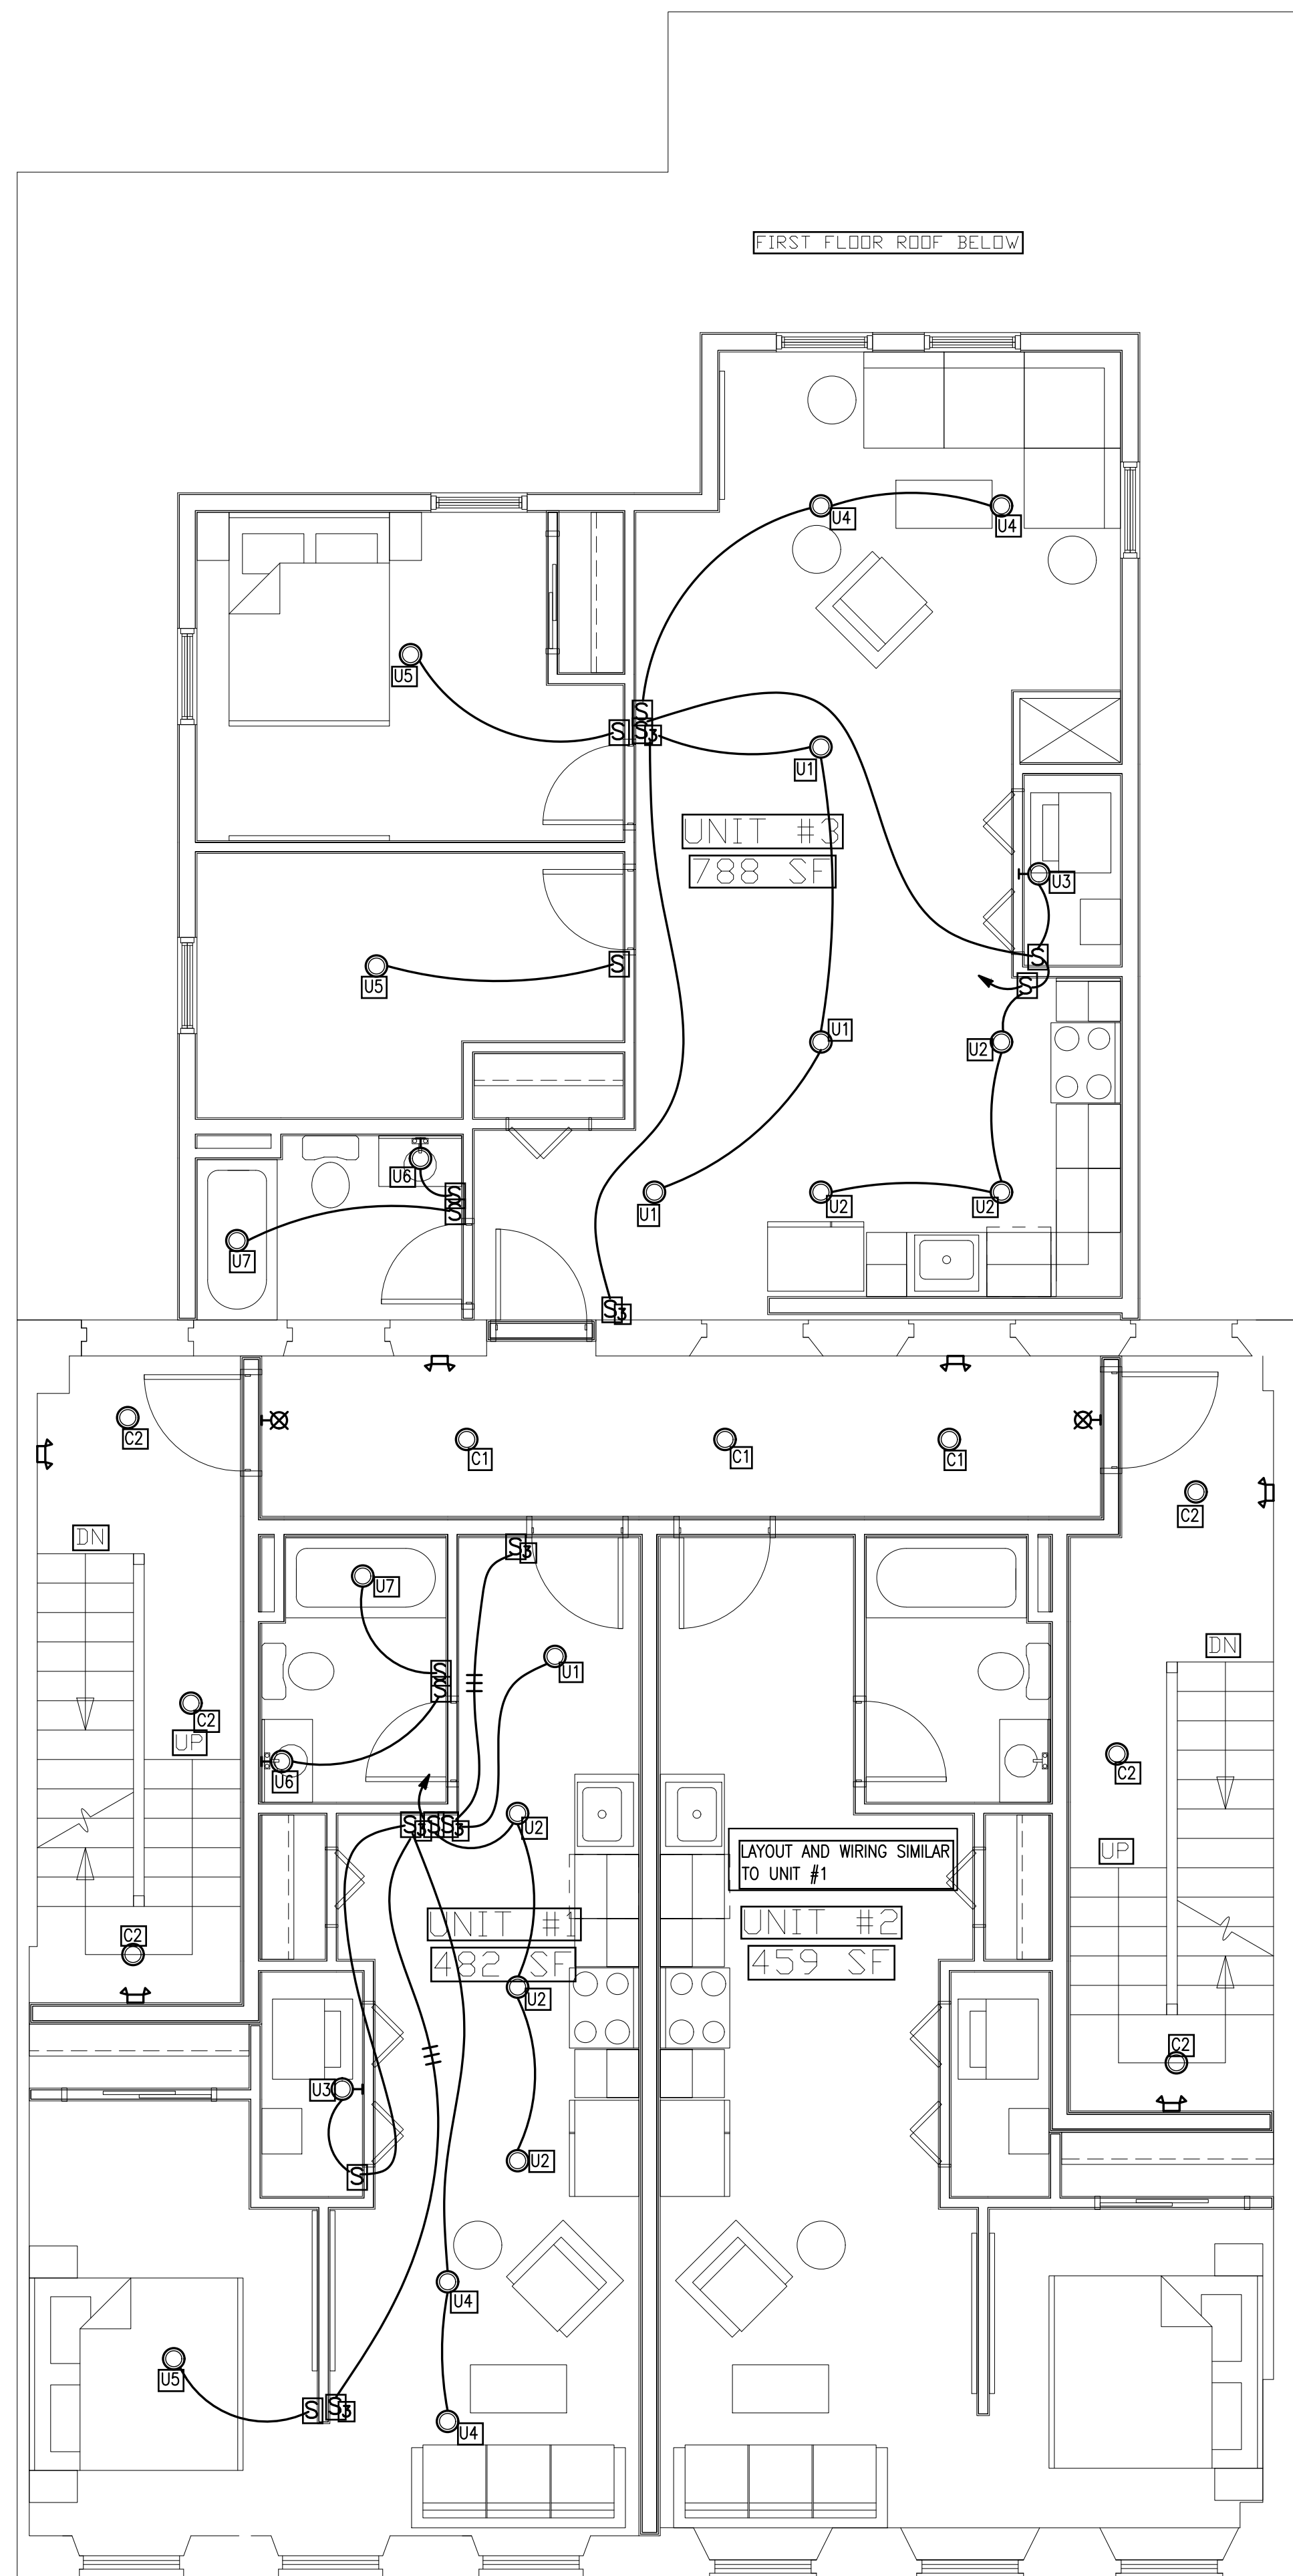 FIRST FLOOR ROOF BELOW
U4
U4
U5
S
S
S3
U1
UNIT #3
788 SF
U3
U5
S
S
S
U1
U2
U6
S
S
U1
U2
U2
U7
S3
C2
C1
C1
C1
C2
DN
S3
U7
U1
DN
S
S
C2
UP
U6
C2
S3
S
S3
U2
LAYOUT AND WIRING SIMILAR
TO UNIT #1
UP
UNIT #1
482 SF
UNIT #2
459 SF
C2
U2
C2
U3
U2
S
U4
U5
S
S3
U4